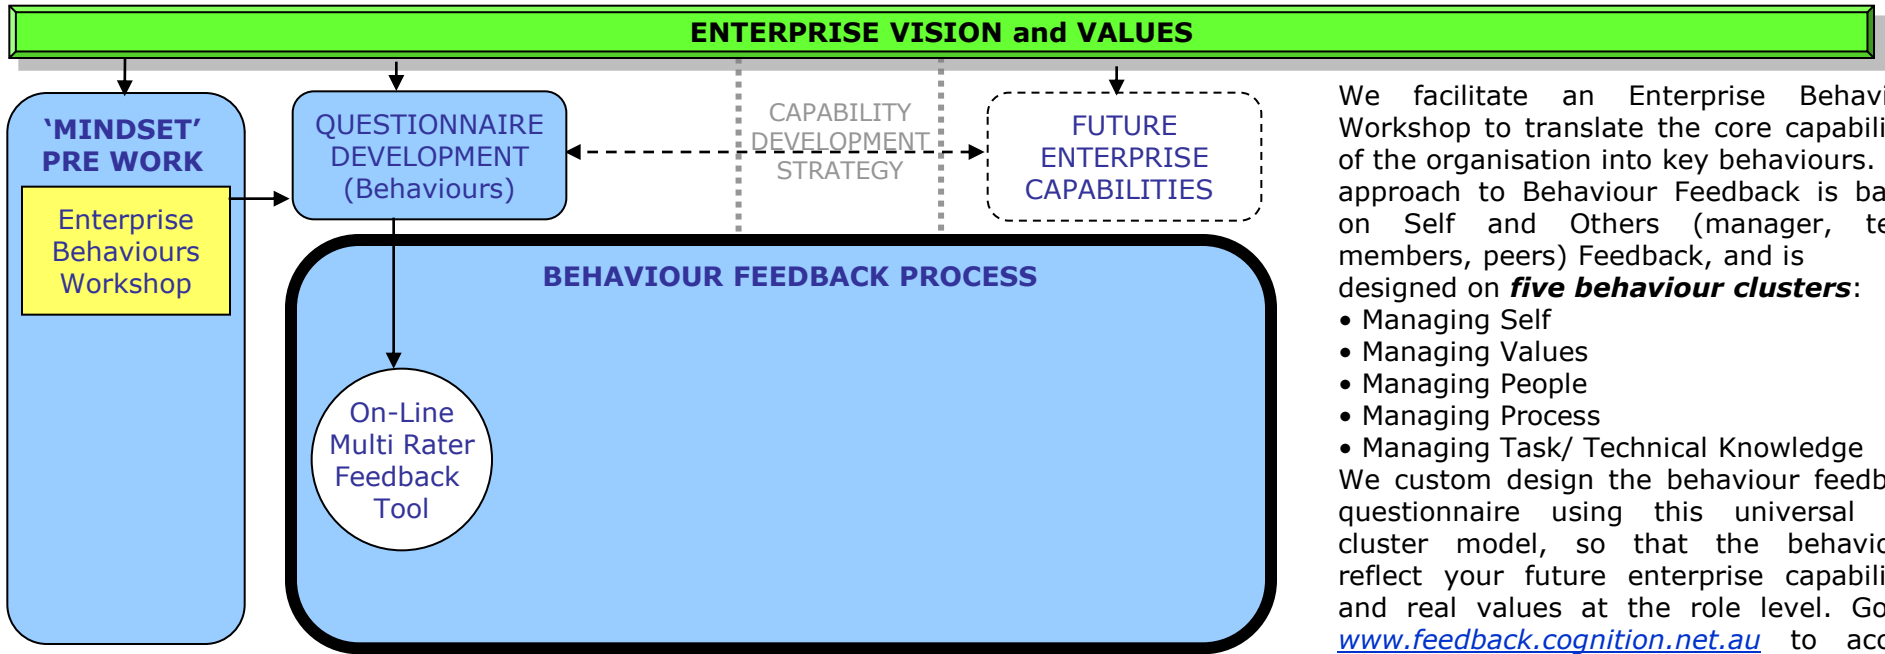 ENTERPRISE VISION and VALUES
‘MINDSET’
PRE WORK
Enterprise
Behaviours
Workshop
QUESTIONNAIRE
DEVELOPMENT
(Behaviours)
CAPABILITY
DEVELOPMENT
STRATEGY
FUTURE
ENTERPRISE
CAPABILITIES
BEHAVIOUR FEEDBACK PROCESS
On-Line
Multi Rater
Feedback
Tool
We facilitate an Enterprise
Workshop to translate the core
of the organisation into key behaviours.
approach to Behaviour Feedback is
on Self and Others (manager,
members, peers) Feedback, and is
designed on five behaviour clusters:
• Managing Self
• Managing Values
• Managing People
• Managing Process
• Managing Task/ Technical Knowledge
We custom design the behaviour
questionnaire using this universal
cluster model, so that the
reflect your future enterprise
and real values at the role level. Go
www.feedback.cognition.net.au to